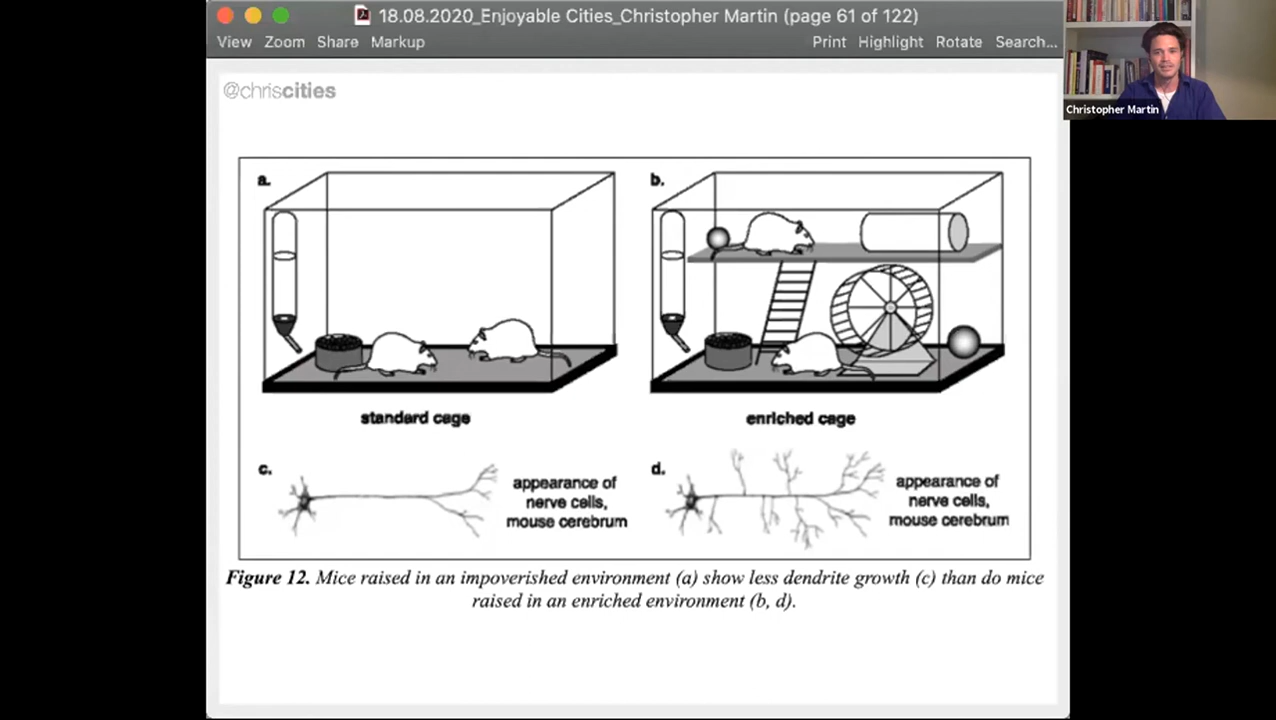 18.08.2020_Enjoyable Cities_Christopher Martin (page 61 of 122)
View Zoom Share Markup
Print Highlight Rotate Search...
Christopher Martin
@chriscities
a.
b.
standard cage
enriched cage
c.
appearance of
nerve cells,
mouse cerebrum
d.
appearance of
nerve cells,
mouse cerebrum
Figure 12. Mice raised in an impoverished environment (a) show less dendrite growth (c) than do mice
raised in an enriched environment (b, d).